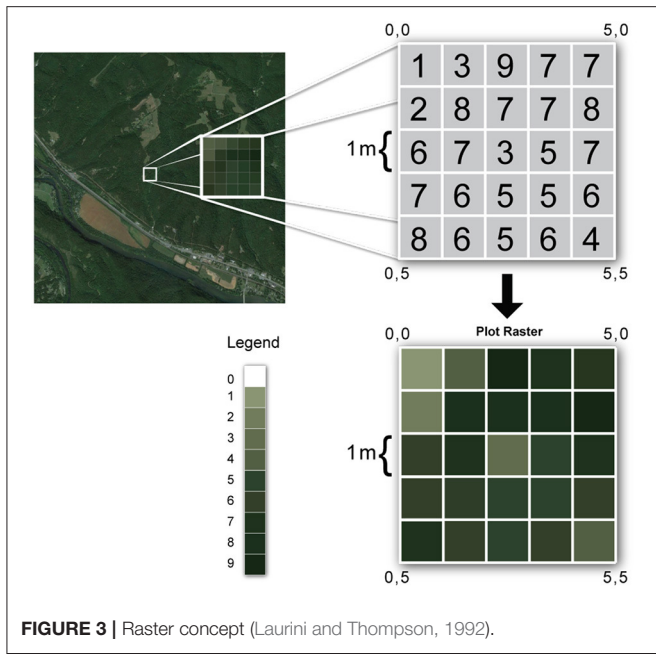 0,0 5,0
1 3 9 7 7
2 8 7 7 8
1m{ 6 7 3 5 7
7 6 5 5 6
8 6 5 6 4
0,5 5,5
Plot Raster
0,0 5,0
1m{
0,5 5,5
Legend
0
1
2
3
4
5
6
7
8
9
FIGURE 3 | Raster concept (Laurini and Thompson, 1992).